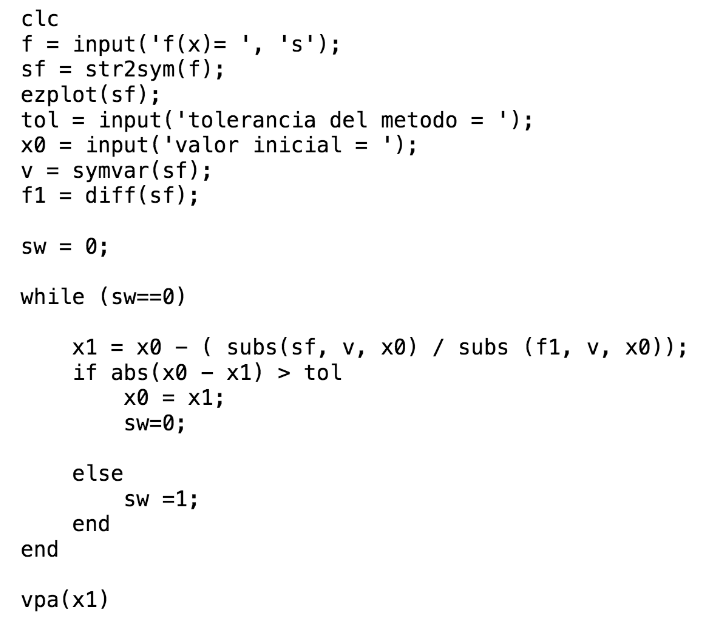 clc
f = input('f(x)= ', 's');
sf = str2sym(f);
ezplot(sf);
tol = input('tolerancia del metodo = ');
x0 = input('valor inicial = ');
v = symvar(sf);
f1 = diff(sf);
sw = 0;
while (sw==0)
x1 = x0 - ( subs(sf, v, x0) / subs (f1, v, x0));
if abs(x0 - x1) > tol
x0 = x1;
sw=0;
else
sw =1;
end
end
vpa(x1)